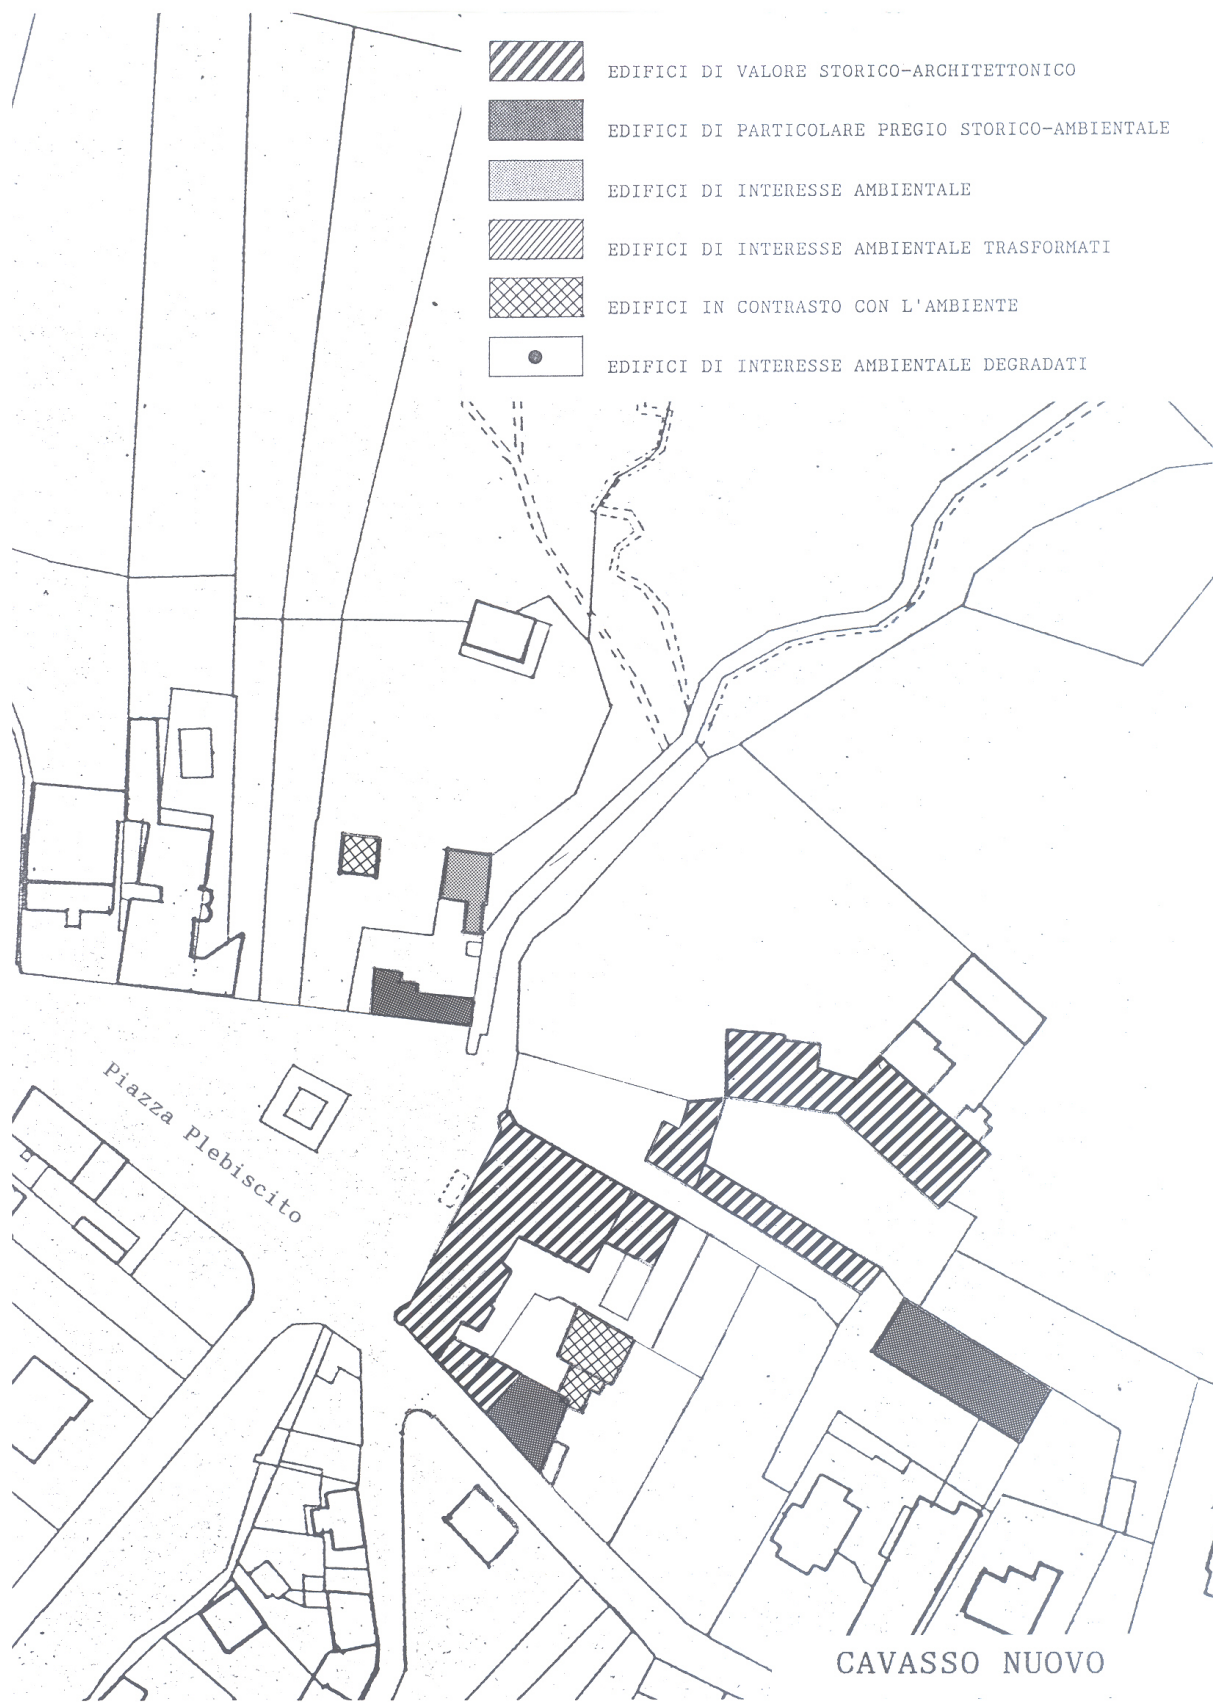 EDIFICI DI VALORE STORICO-ARCHITETTONICO
EDIFICI DI PARTICOLARE PREGIO STORICO-AMBIENTALE
EDIFICI DI INTERESSE AMBIENTALE
EDIFICI DI INTERESSE AMBIENTALE TRASFORMATI
EDIFICI IN CONTRASTO CON L'AMBIENTE
EDIFICI DI INTERESSE AMBIENTALE DEGRADATI
Piazza Plebiscito
CAVASSO NUOVO